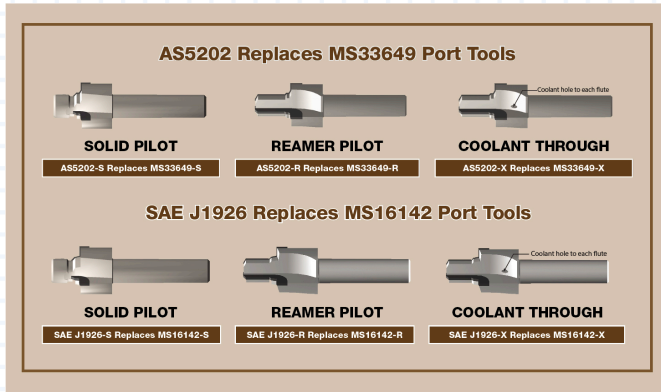 AS5202 Replaces MS33649 Port Tools
Coolant hole to each flute
SOLID PILOT
REAMER PILOT
COOLANT THROUGH
AS5202-S Replaces MS33649-S
AS5202-R Replaces MS33649-R
AS5202-X Replaces MS33649-X
SAE J1926 Replaces MS16142 Port Tools
Coolant hole to each flute
SOLID PILOT
REAMER PILOT
COOLANT THROUGH
SAE J1926-S Replaces MS16142-S
SAE J1926-R Replaces MS16142-R
SAE J1926-X Replaces MS16142-X